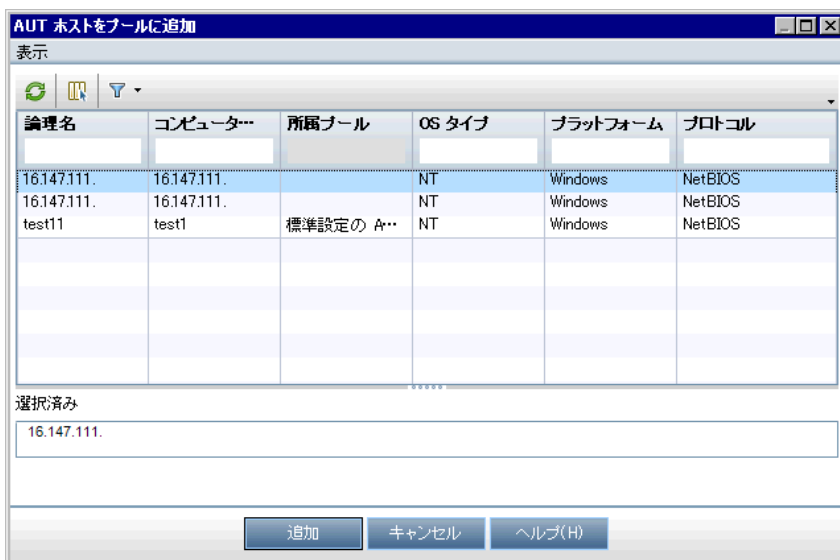 AUT ホストをプールに追加
表示
論理名 コンピューター… 所属プール OS タイプ プラットフォーム プロトコル
16.147.111. 16.147.111. NT Windows NetBIOS
16.147.111. 16.147.111. NT Windows NetBIOS
test11 test1 標準設定の A… NT Windows NetBIOS
選択済み
16.147.111.
追加 キャンセル ヘルプ(H)